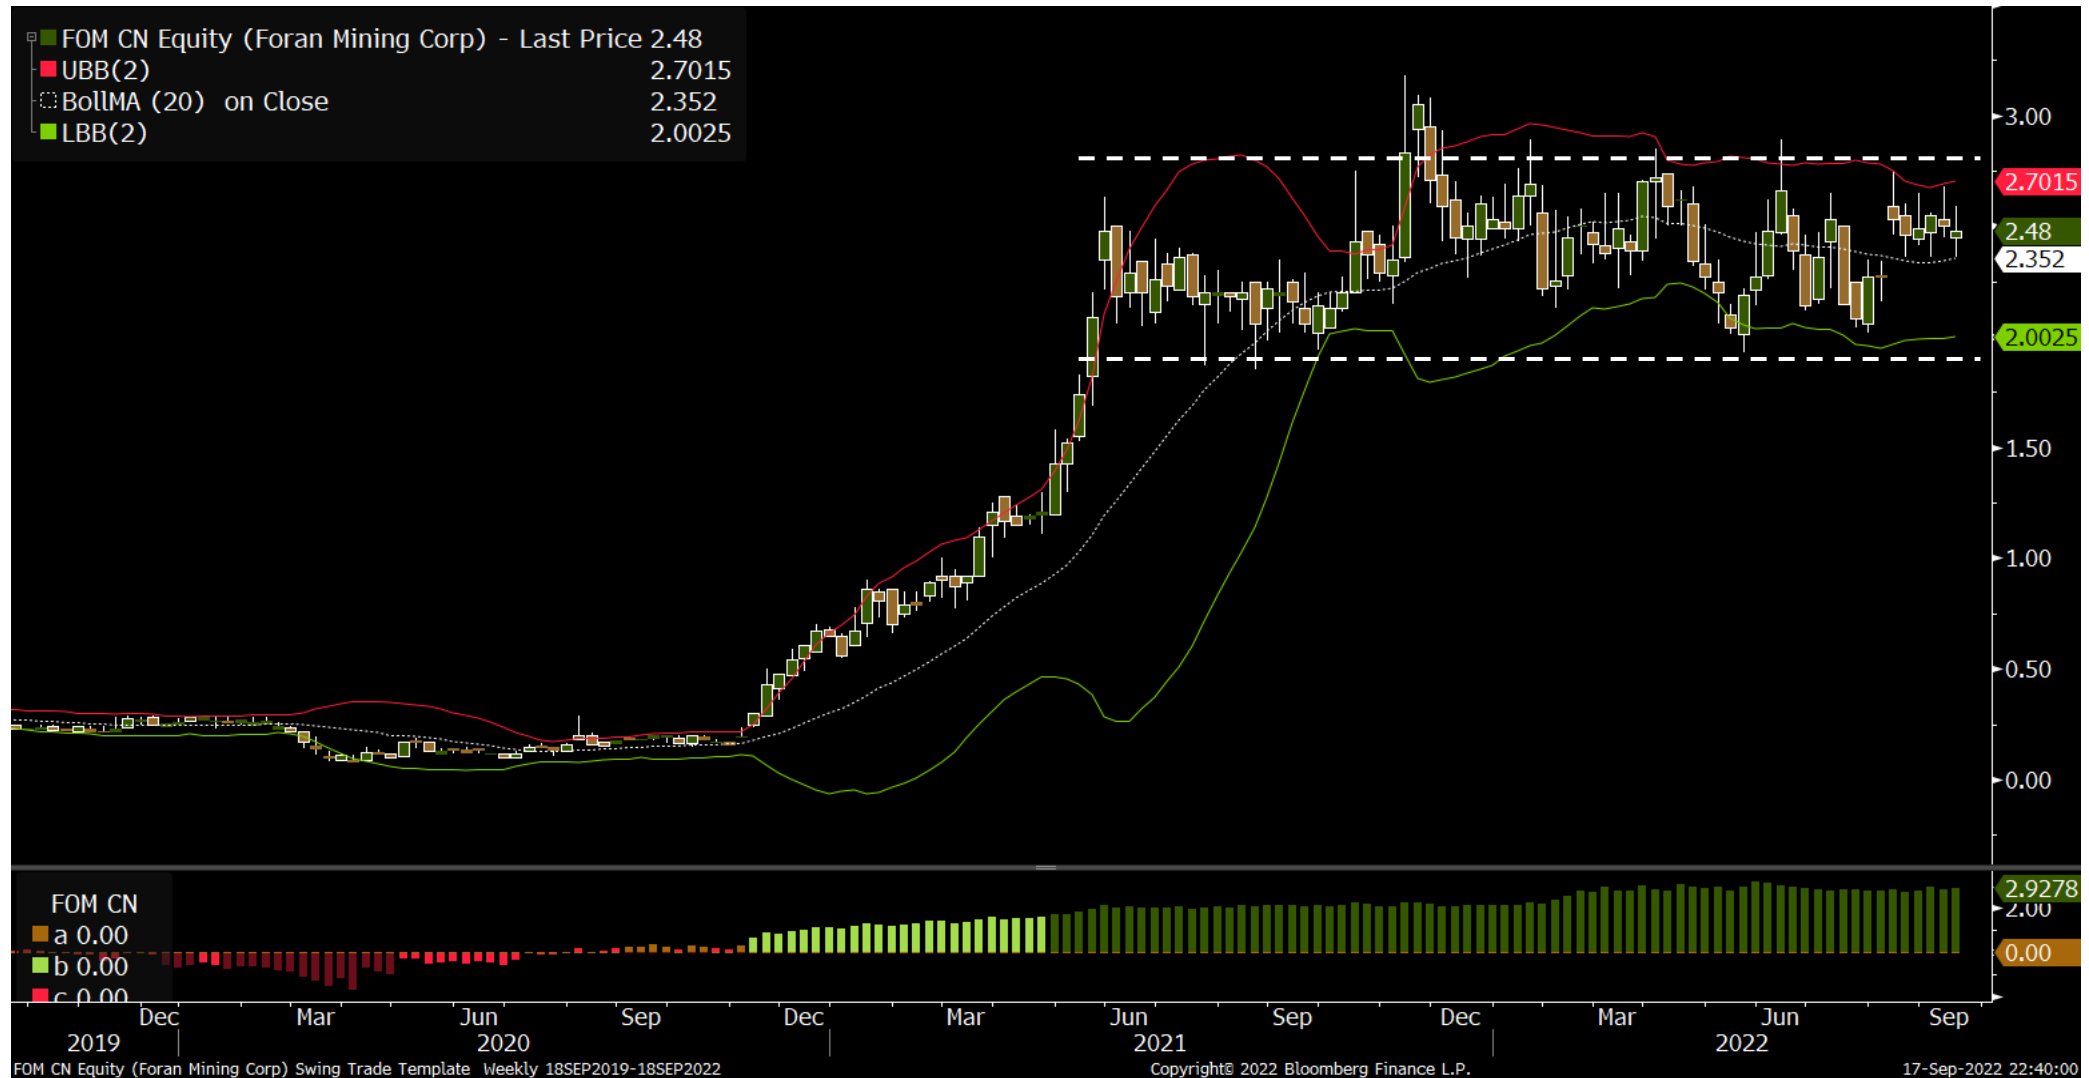 FOM CN Equity (Foran Mining Corp) - Last Price 2.48
UBB(2) 2.7015
BollMA (20) on Close 2.352
LBB(2) 2.0025
3.00
2.7015
2.48
2.352
2.0025
1.50
1.00
0.50
0.00
FOM CN
a 0.00
b 0.00
c 0.00
2.9278
2.00
0.00
Dec Mar Jun Sep Dec Mar Jun Sep Dec Mar Jun Sep
2019 2020 2021 2022
FOM CN Equity (Foran Mining Corp) Swing Trade Template Weekly 18SEP2019-18SEP2022 Copyright© 2022 Bloomberg Finance L.P. 17-Sep-2022 22:40:00